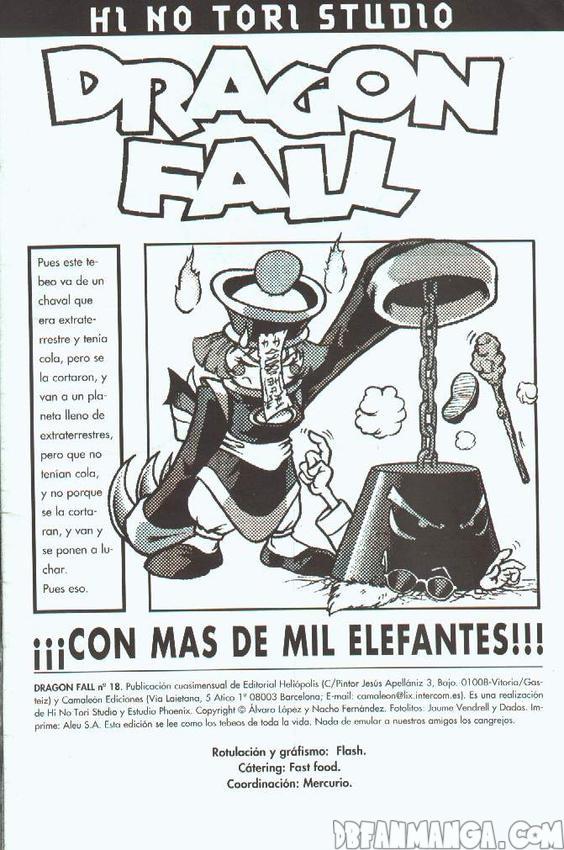 HI NO TORI STUDIO
DRAGON
FALL
Pues este te-
beo va de un
chaval que
era extrate-
rrestre y tenía
cola, pero se
la cortaron, y
van a un pla-
neta lleno de
extraterrestres,
pero que no
tenían cola,
y no porque
se la corta-
ran, y van y
se ponen a lu-
char.
Pues eso.
¡¡¡CON MAS DE MIL ELEFANTES!!!
DRAGON FALL nº 18. Publicación cuasimensual de Editorial Heliópolis (C/Pintor Jesús Apellániz 3, Bajo. 01008-Vitoria/Gas-
teiz) y Camaleón Ediciones (Via Laietana, 5 Atico 1º 08003 Barcelona; E-mail: camaleon@lix.intercom.es). Es una realización
de Hi No Tori Studio y Estudio Phoenix. Copyright © Álvaro López y Nacho Fernández. Fotolitos: Jaume Vendrell y Dados. Im-
prime: Aleu S.A. Esta edición se lee como los tebeos de toda la vida. Nada de emular a nuestros amigos los cangrejos.
Rotulación y gráfismo: Flash.
Cátering: Fast food.
Coordinación: Mercurio.
DBFANMANGA.COM